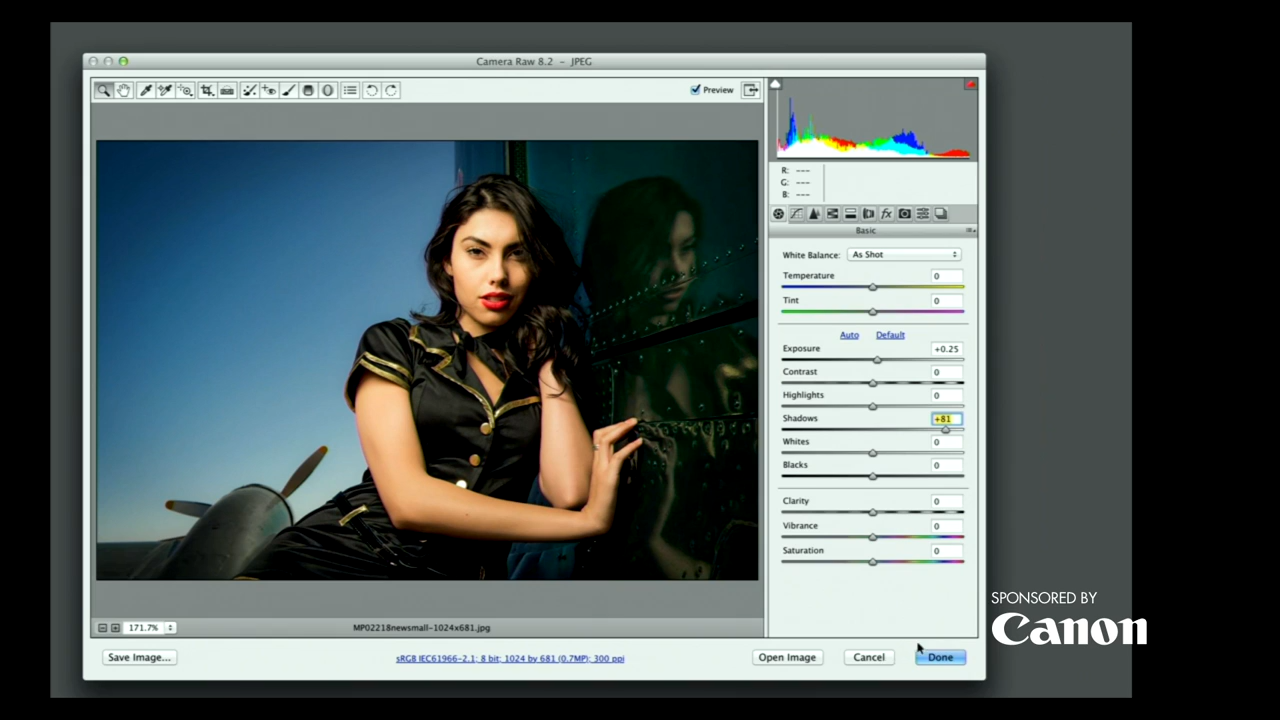 Camera Raw 8.2 – JPEG
Preview
R: ---
G: ---
B: ---
fx
Basic
White Balance: As Shot
Temperature 0
Tint 0
Auto Default
Exposure +0.25
Contrast 0
Highlights 0
Shadows +81
Whites 0
Blacks 0
Clarity 0
Vibrance 0
Saturation 0
171.7%
MP02218newsmall-1024x681.jpg
Save Image...
sRGB IEC61966-2.1; 8 bit; 1024 by 681 (0.7MP); 300 ppi
Open Image
Cancel
Done
SPONSORED BY
Canon